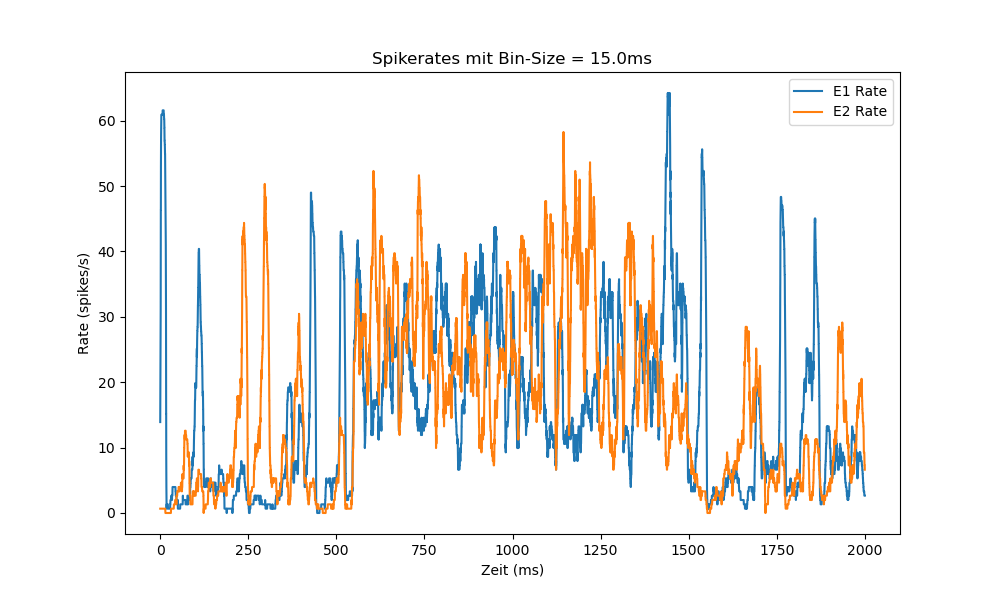 Spikerates mit Bin-Size = 15.0ms
E1 Rate
E2 Rate
60
50
40
30
20
10
0
Rate (spikes/s)
0 250 500 750 1000 1250 1500 1750 2000
Zeit (ms)